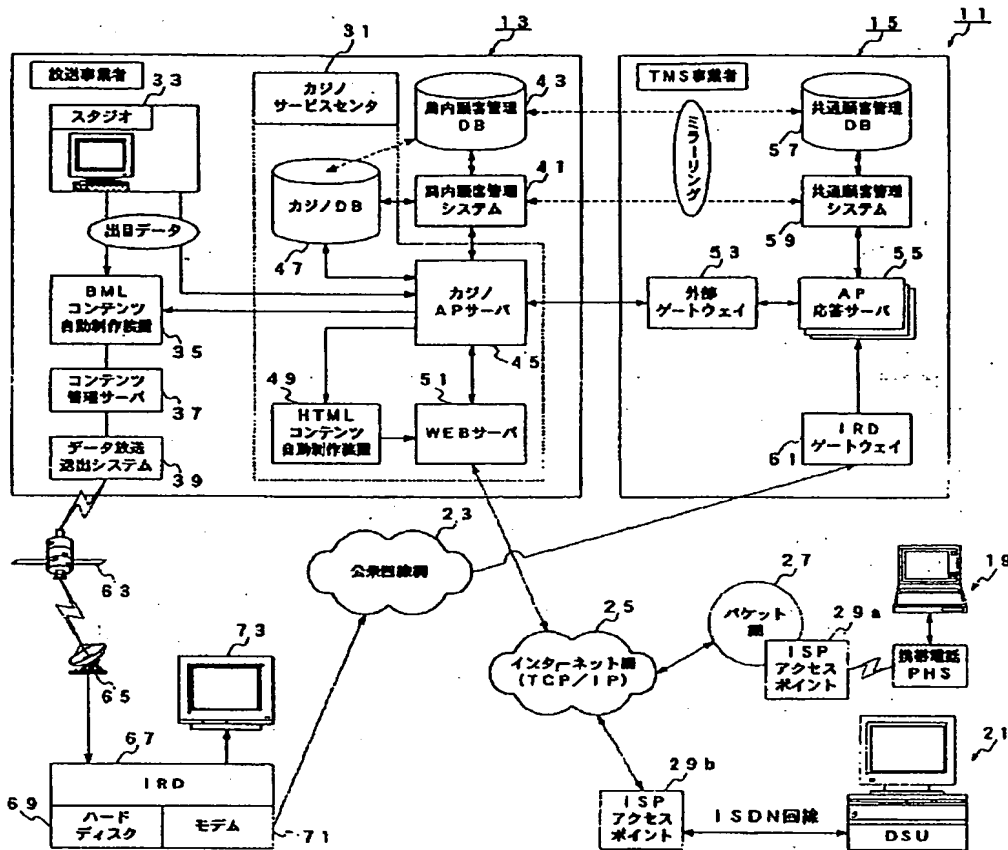 11
13
放送事業者
33
スタジオ
出目データ
BML
コンテンツ
自動制作装置
35
コンテンツ
管理サーバ
37
データ放送
送出システム
39
31
カジノ
サービスセンタ
局内顧客管理
DB
43
カジノDB
47
局内顧客管理
システム
41
カジノ
APサーバ
45
49
HTML
コンテンツ
自動制作装置
51
WEBサーバ
15
TMS事業者
ミラーリング
共通顧客管理
DB
57
共通顧客管理
システム
59
53
外部
ゲートウェイ
55
AP
応答サーバ
IRD
ゲートウェイ
61
63
65
73
67
IRD
69
ハード
ディスク
モデム
71
23
公衆回線網
25
インターネット網
(TCP/IP)
27
パケット
網
29a
ISP
アクセス
ポイント
19
携帯電話
PHS
29b
ISP
アクセス
ポイント
ISDN回線
21
DSU